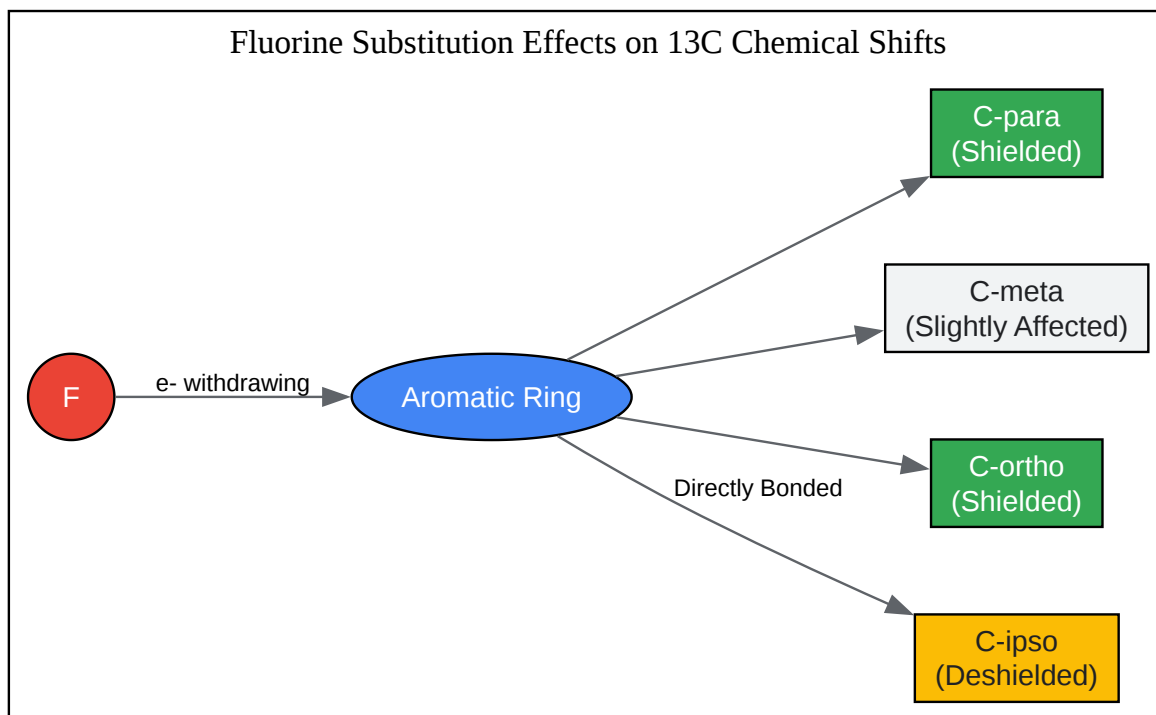 Fluorine Substitution Effects on 13C Chemical Shifts
C-para
(Shielded)
C-meta
(Slightly Affected)
F
e- withdrawing
Aromatic Ring
C-ortho
(Shielded)
Directly Bonded
C-ipso
(Deshielded)